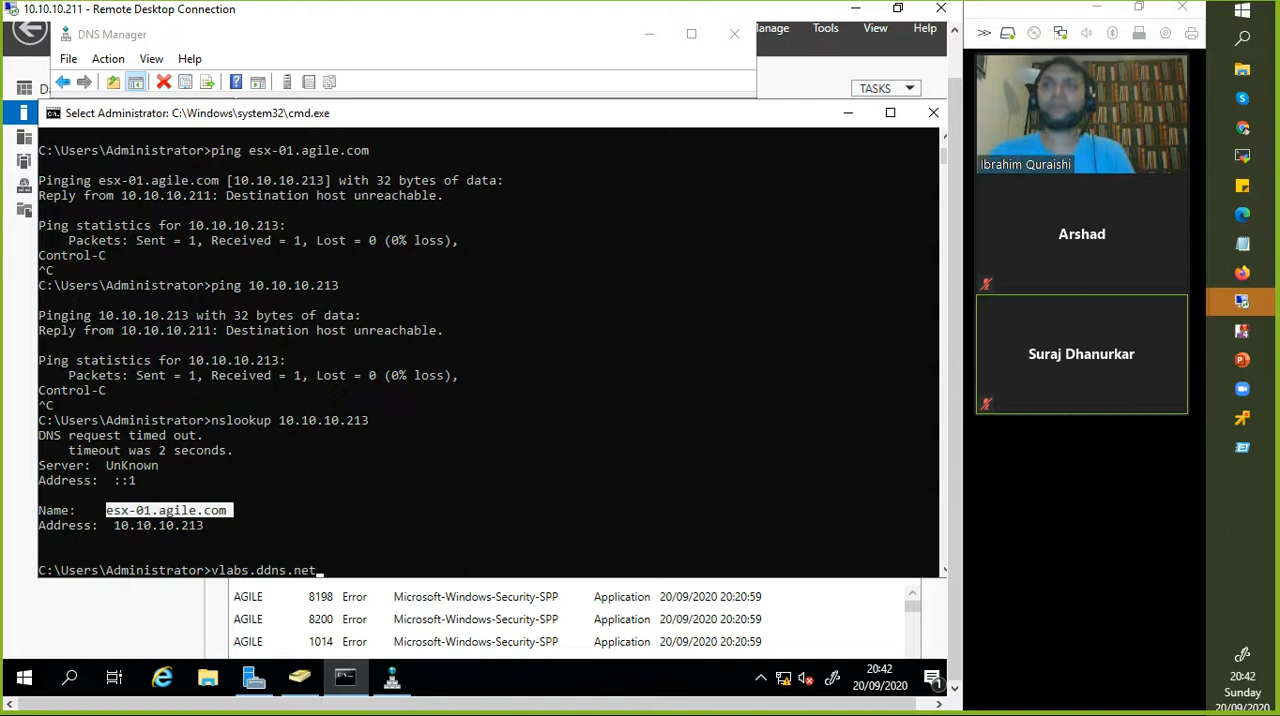 10.10.10.211 - Remote Desktop Connection
DNS Manager
Manage Tools View Help
File Action View Help
TASKS
Select Administrator: C:\Windows\system32\cmd.exe
C:\Users\Administrator>ping esx-01.agile.com
Pinging esx-01.agile.com [10.10.10.213] with 32 bytes of data:
Reply from 10.10.10.211: Destination host unreachable.
Ping statistics for 10.10.10.213:
Packets: Sent = 1, Received = 1, Lost = 0 (0% loss),
Control-C
^C
C:\Users\Administrator>ping 10.10.10.213
Pinging 10.10.10.213 with 32 bytes of data:
Reply from 10.10.10.211: Destination host unreachable.
Ping statistics for 10.10.10.213:
Packets: Sent = 1, Received = 1, Lost = 0 (0% loss),
Control-C
^C
C:\Users\Administrator>nslookup 10.10.10.213
DNS request timed out.
timeout was 2 seconds.
Server: UnKnown
Address: ::1
Name: esx-01.agile.com
Address: 10.10.10.213
C:\Users\Administrator>vlabs.ddns.net_
AGILE 8198 Error Microsoft-Windows-Security-SPP Application 20/09/2020 20:20:59
AGILE 8200 Error Microsoft-Windows-Security-SPP Application 20/09/2020 20:20:59
AGILE 1014 Error Microsoft-Windows-Security-SPP Application 20/09/2020 20:20:59
20:42
20/09/2020
1
Ibrahim Quraishi
Arshad
Suraj Dhanurkar
20:42
Sunday
20/09/2020